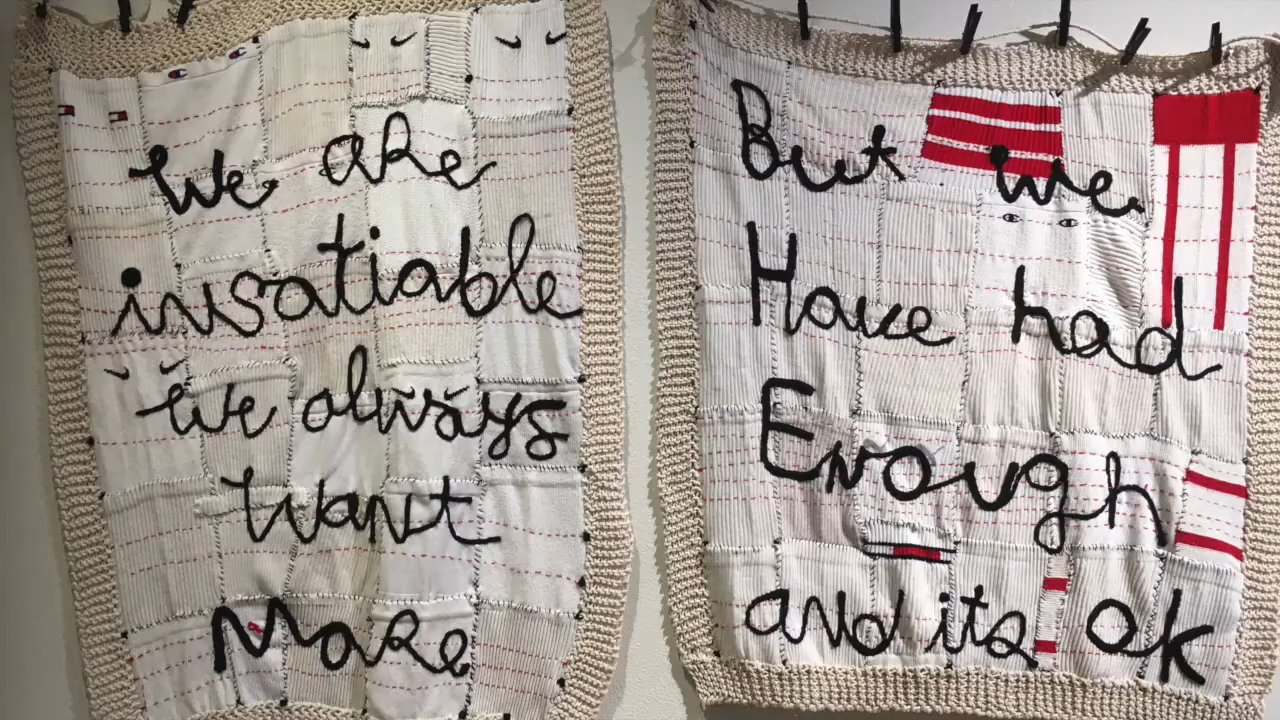 We are
insatiable
We always
Want
More
But we
Have had
Enough
and its ok